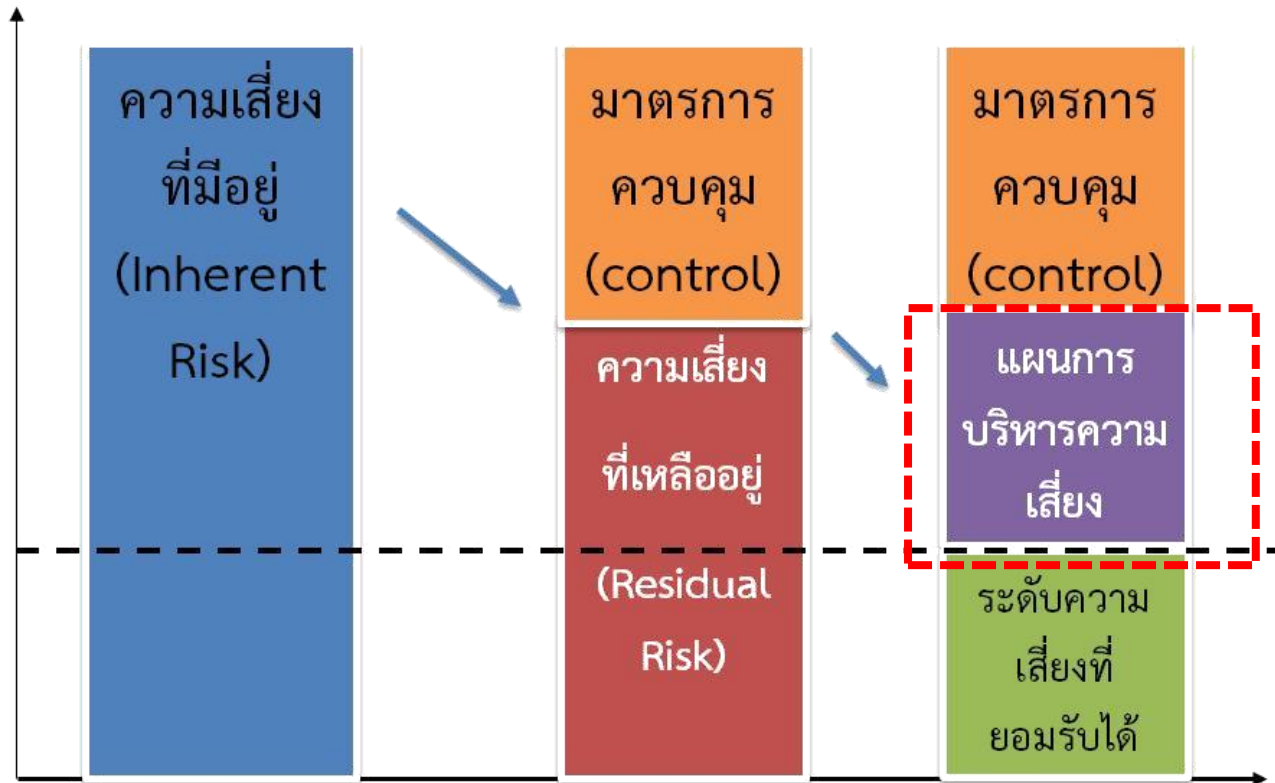 ความเสี่ยง
ที่มีอยู่
(Inherent
Risk)
มาตรการ
ควบคุม
(control)
ความเสี่ยง
ที่เหลืออยู่
(Residual
Risk)
มาตรการ
ควบคุม
(control)
แผนการ
บริหารความ
เสี่ยง
ระดับความ
เสี่ยงที่
ยอมรับได้